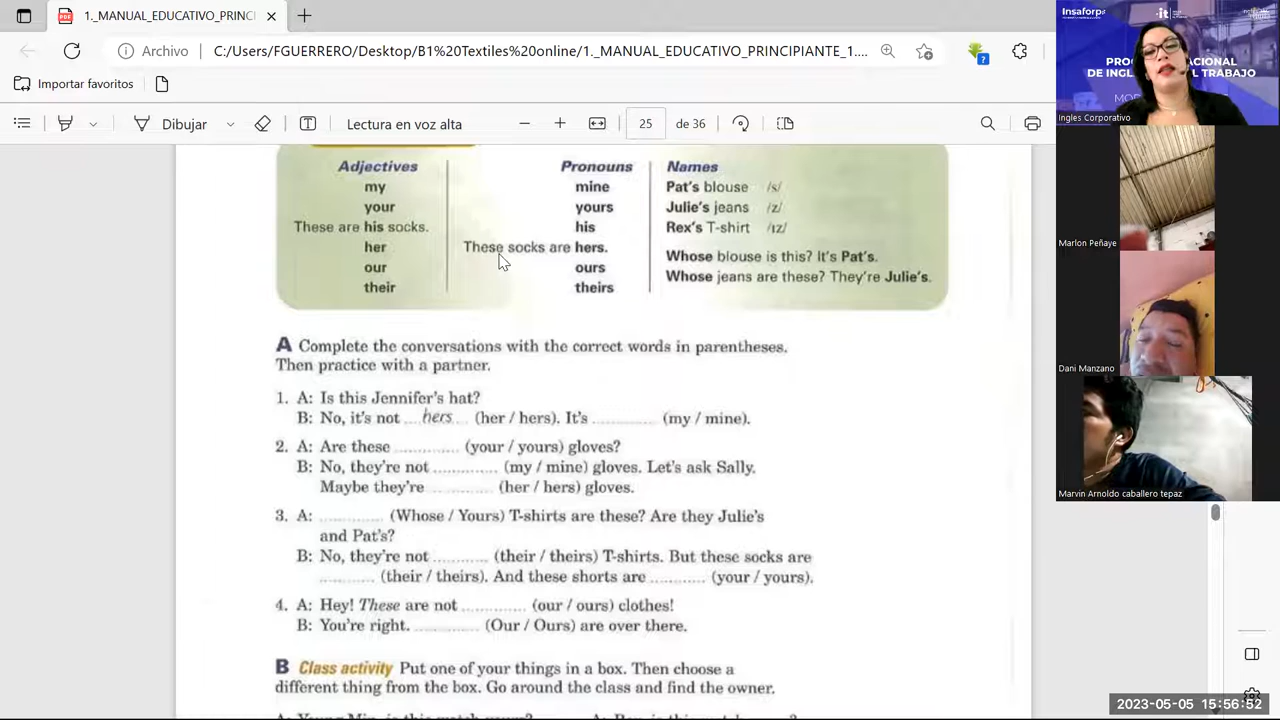 1._MANUAL_EDUCATIVO_PRINCI
Archivo
C:/Users/FGUERRERO/Desktop/B1%20Textiles%20online/1._MANUAL_EDUCATIVO_PRINCIPIANTE_1....
Importar favoritos
Dibujar
Lectura en voz alta
25
de 36
Adjectives Pronouns Names
my mine Pat's blouse /s/
your yours Julie's jeans /z/
These are his socks. his Rex's T-shirt /ɪz/
her These socks are hers.
Whose blouse is this? It's Pat's.
our ours
Whose jeans are these? They're Julie's.
their theirs
A Complete the conversations with the correct words in parentheses.
Then practice with a partner.
1. A: Is this Jennifer's hat?
B: No, it's not hers (her / hers). It's ............ (my / mine).
2. A: Are these ............ (your / yours) gloves?
B: No, they're not ............ (my / mine) gloves. Let's ask Sally.
Maybe they're ............ (her / hers) gloves.
3. A: ............ (Whose / Yours) T-shirts are these? Are they Julie's
and Pat's?
B: No, they're not ............ (their / theirs) T-shirts. But these socks are
............ (their / theirs). And these shorts are ............ (your / yours).
4. A: Hey! These are not ............ (our / ours) clothes!
B: You're right. ............ (Our / Ours) are over there.
B Class activity Put one of your things in a box. Then choose a
different thing from the box. Go around the class and find the owner.
Insaforp
Ingles Corporativo
Marlon Peñaye
Dani Manzano
Marvin Arnoldo caballero tepaz
2023-05-05 15:56:52